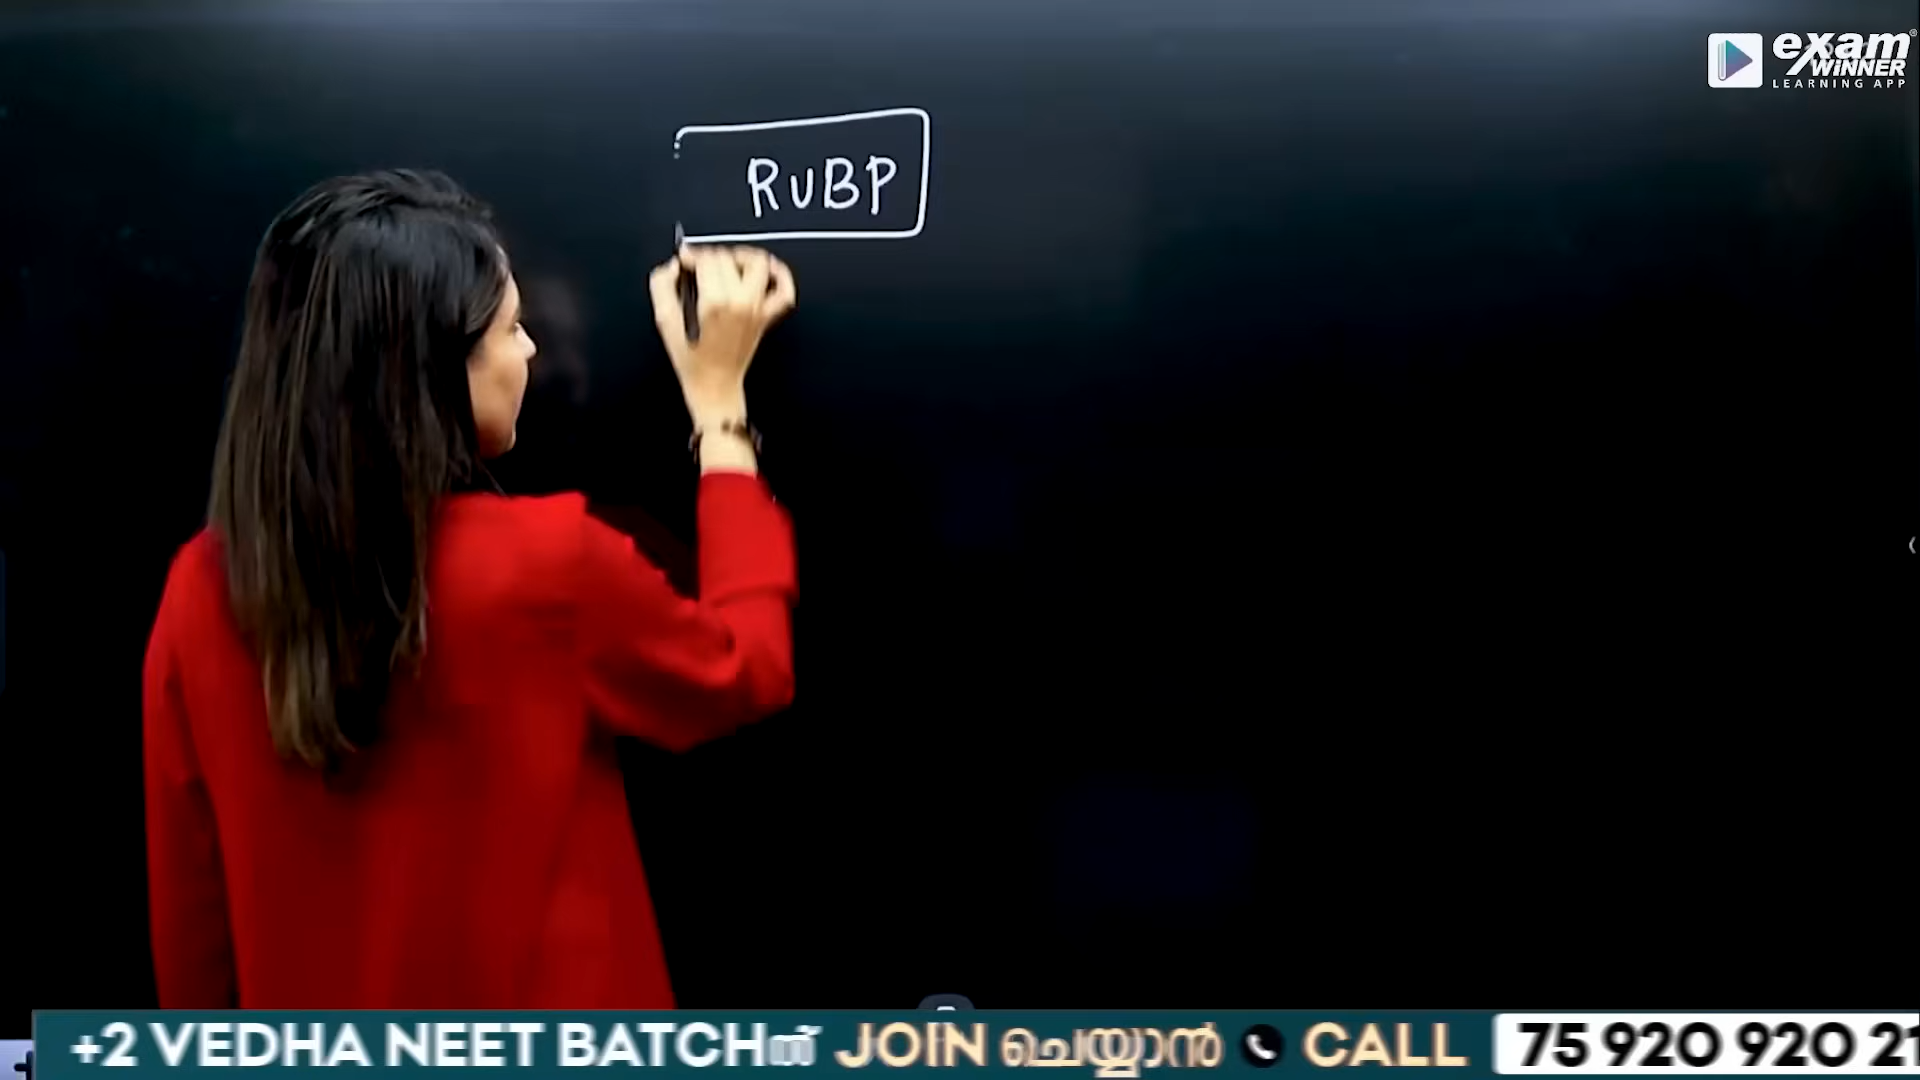 exam
WINNER
LEARNING APP
RUBP
+2 VEDHA NEET BATCHൽ JOIN ചെയ്യാൻ CALL 75 920 920 21